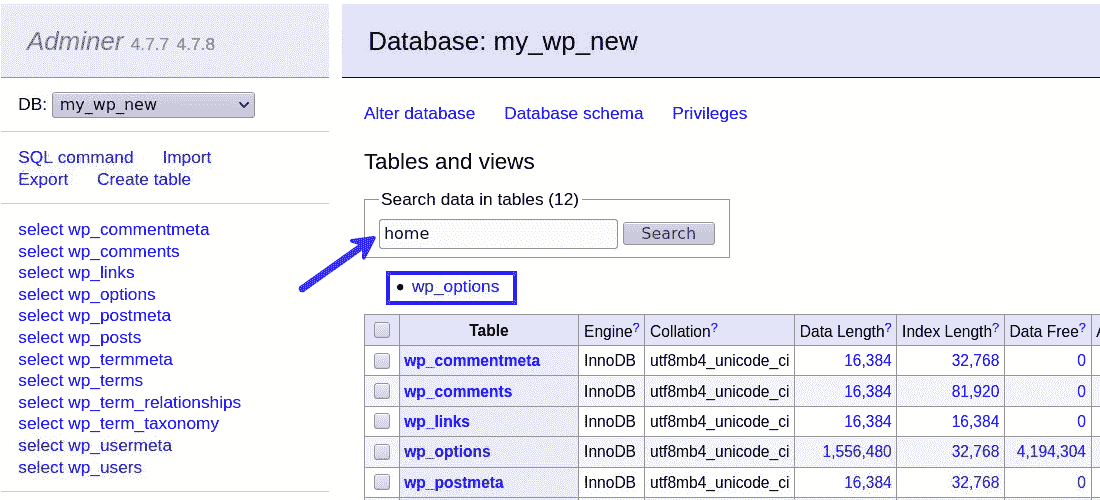 Adminer 4.7.7 4.7.8
DB: my_wp_new
SQL command Import
Export Create table
select wp_commentmeta
select wp_comments
select wp_links
select wp_options
select wp_postmeta
select wp_posts
select wp_termmeta
select wp_terms
select wp_term_relationships
select wp_term_taxonomy
select wp_usermeta
select wp_users
Database: my_wp_new
Alter database Database schema Privileges
Tables and views
Search data in tables (12)
home Search
• wp_options
Table Engine? Collation? Data Length? Index Length? Data Free?
wp_commentmeta InnoDB utf8mb4_unicode_ci 16,384 32,768 0
wp_comments InnoDB utf8mb4_unicode_ci 16,384 81,920 0
wp_links InnoDB utf8mb4_unicode_ci 16,384 16,384 0
wp_options InnoDB utf8mb4_unicode_ci 1,556,480 32,768 4,194,304
wp_postmeta InnoDB utf8mb4_unicode_ci 16,384 32,768 0